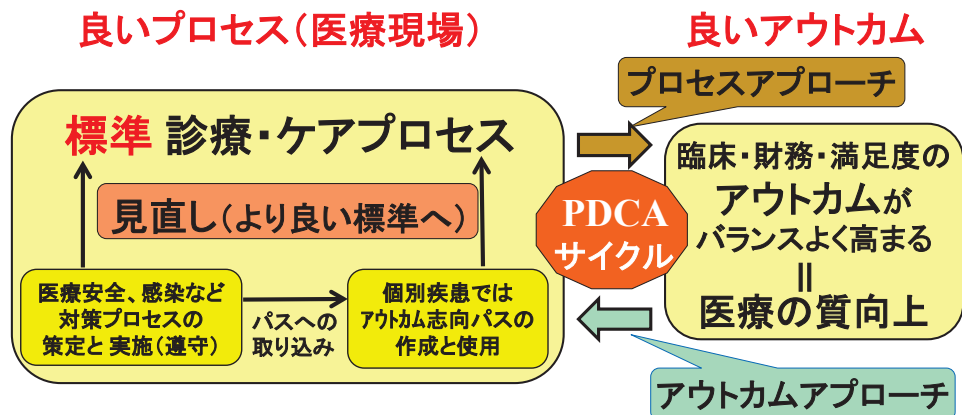 良いプロセス(医療現場)
良いアウトカム
プロセスアプローチ
標準 診療・ケアプロセス
見直し(より良い標準へ)
医療安全、感染など
対策プロセスの
策定と 実施(遵守)
パスへの
取り込み
個別疾患では
アウトカム志向パスの
作成と使用
PDCA
サイクル
臨床・財務・満足度の
アウトカムが
バランスよく高まる
=
医療の質向上
アウトカムアプローチ